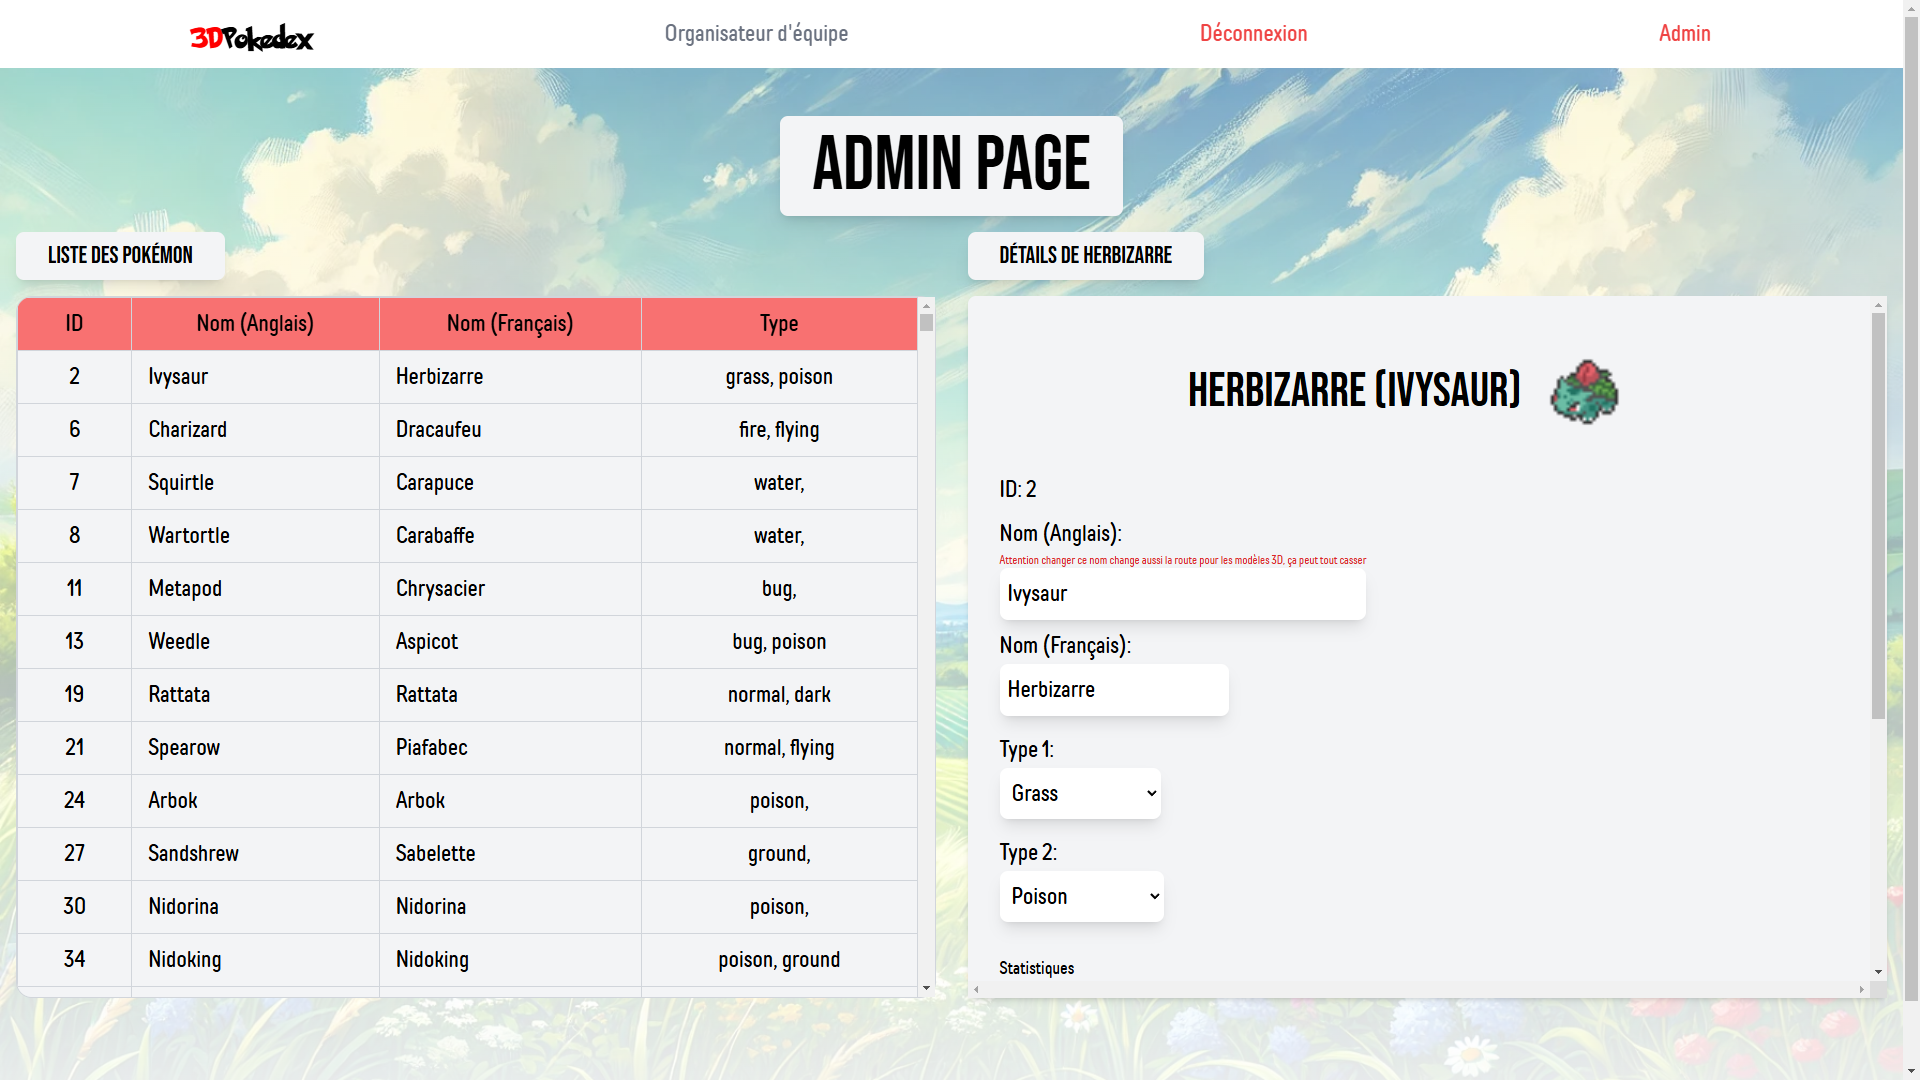 3DPokedex Organisateur d'équipe Déconnexion Admin
ADMIN PAGE
LISTE DES POKÉMON
ID Nom (Anglais) Nom (Français) Type
2 Ivysaur Herbizarre grass, poison
6 Charizard Dracaufeu fire, flying
7 Squirtle Carapuce water,
8 Wartortle Carabaffe water,
11 Metapod Chrysacier bug,
13 Weedle Aspicot bug, poison
19 Rattata Rattata normal, dark
21 Spearow Piafabec normal, flying
24 Arbok Arbok poison,
27 Sandshrew Sabelette ground,
30 Nidorina Nidorina poison,
34 Nidoking Nidoking poison, ground
DÉTAILS DE HERBIZARRE
HERBIZARRE (IVYSAUR)
ID: 2
Nom (Anglais):
Attention changer ce nom change aussi la route pour les modèles 3D, ça peut tout casser
Ivysaur
Nom (Français):
Herbizarre
Type 1:
Grass
Type 2:
Poison
Statistiques